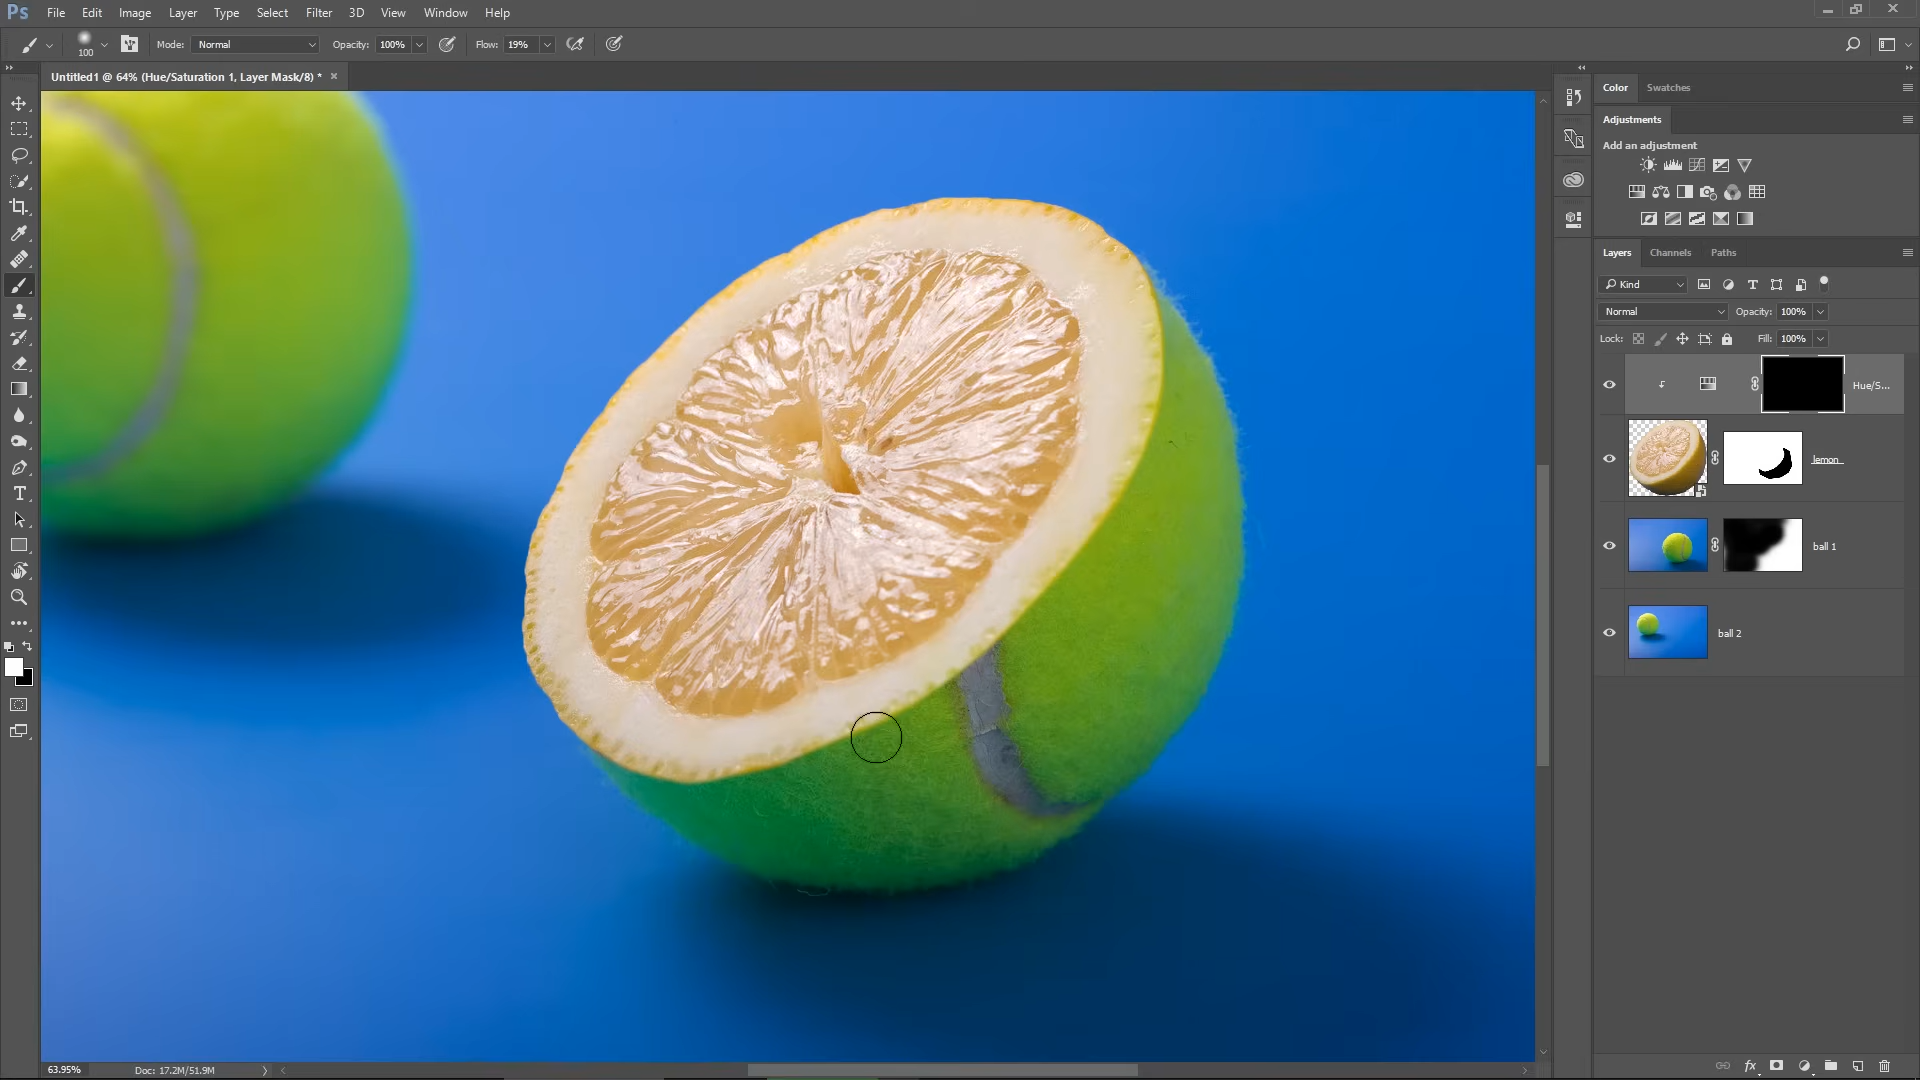 Ps File Edit Image Layer Type Select Filter 3D View Window Help
100 Mode: Normal Opacity: 100% Flow: 19%
Untitled1 @ 64% (Hue/Saturation 1, Layer Mask/8) *
Color Swatches
Adjustments
Add an adjustment
Layers Channels Paths
Kind
Normal Opacity: 100%
Lock: Fill: 100%
Hue/S...
lemon
ball 1
ball 2
63.95% Doc: 17.2M/51.9M